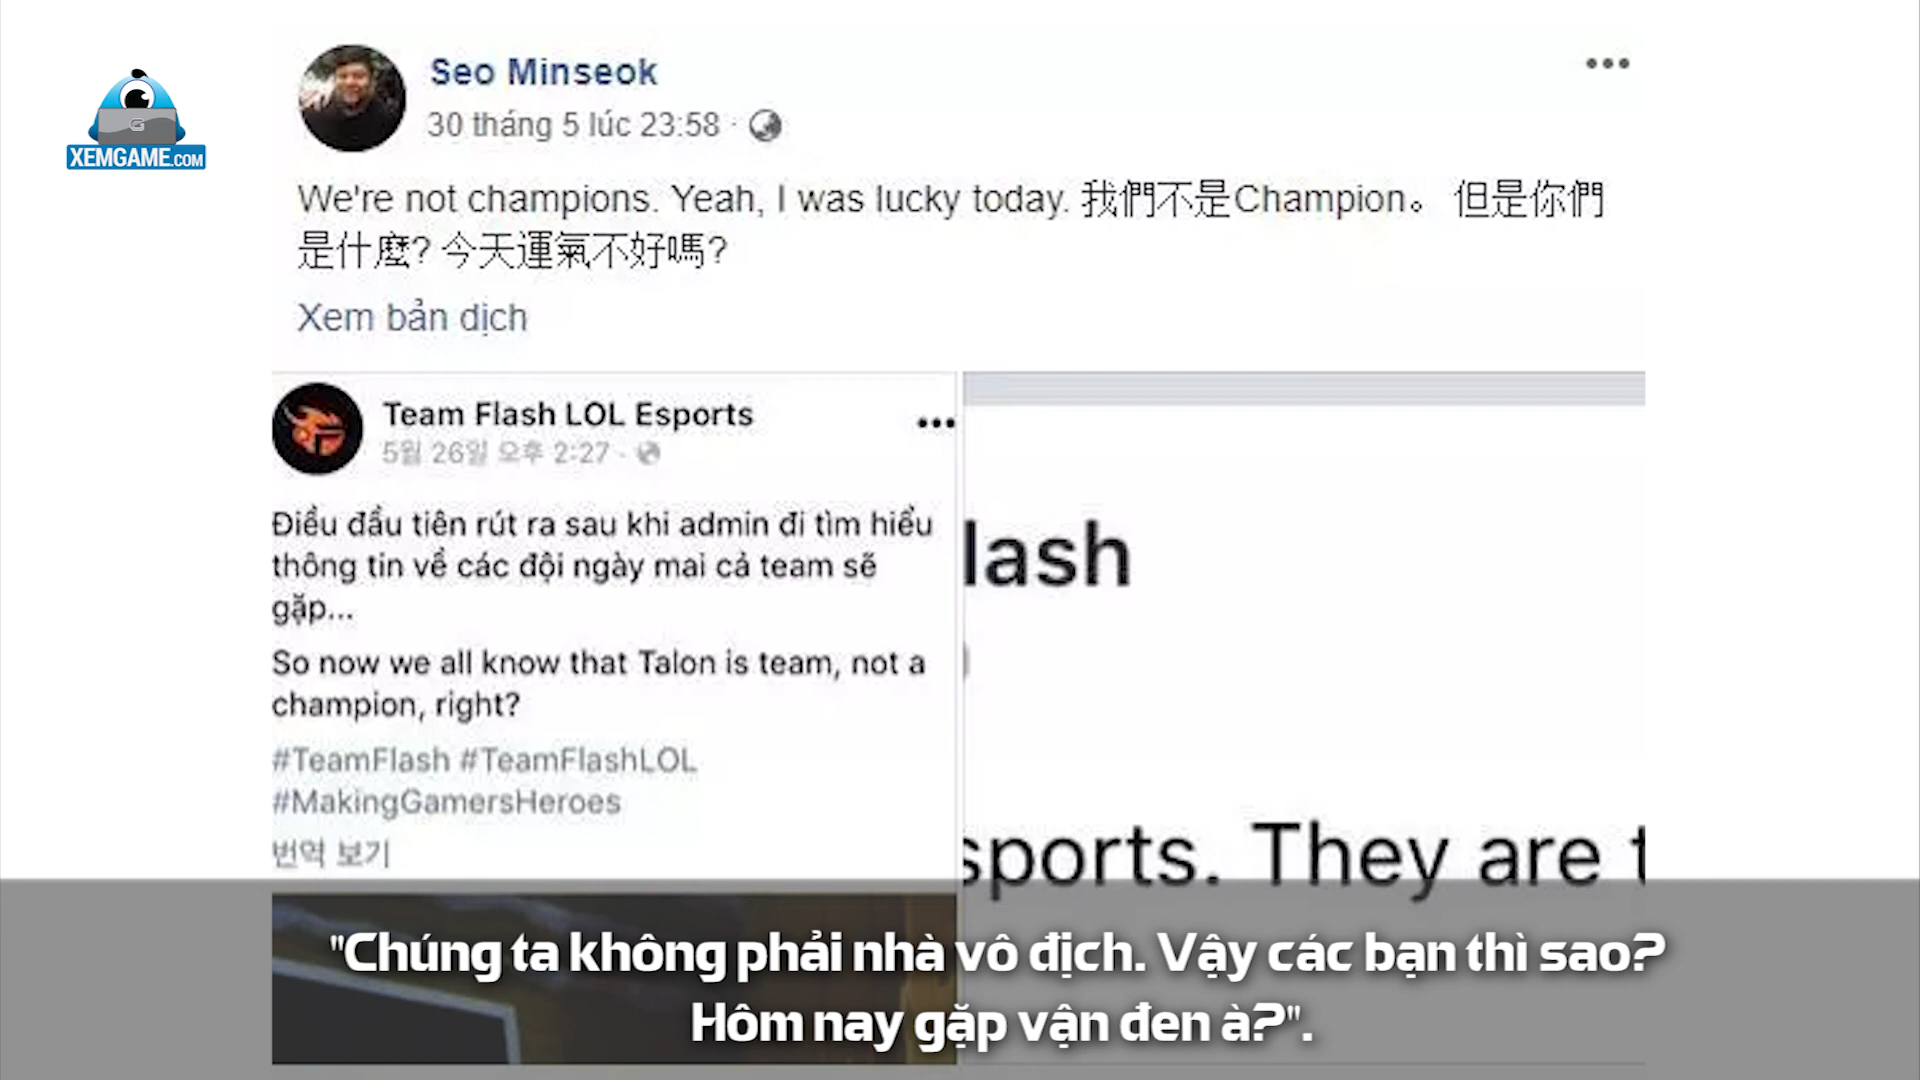 XEMGAME.COM
Seo Minseok
30 tháng 5 lúc 23:58 ·
We're not champions. Yeah, I was lucky today. 我們不是Champion。 但是你們
是什麼? 今天運氣不好嗎?
Xem bản dịch
Team Flash LOL Esports
5월 26일 오후 2:27 ·
Điều đầu tiên rút ra sau khi admin đi tìm hiểu
thông tin về các đội ngày mai cả team sẽ
gặp...
So now we all know that Talon is team, not a
champion, right?
#TeamFlash #TeamFlashLOL
#MakingGamersHeroes
번역 보기
lash
sports. They are t
"Chúng ta không phải nhà vô địch. Vậy các bạn thì sao?
Hôm nay gặp vận đen à?".